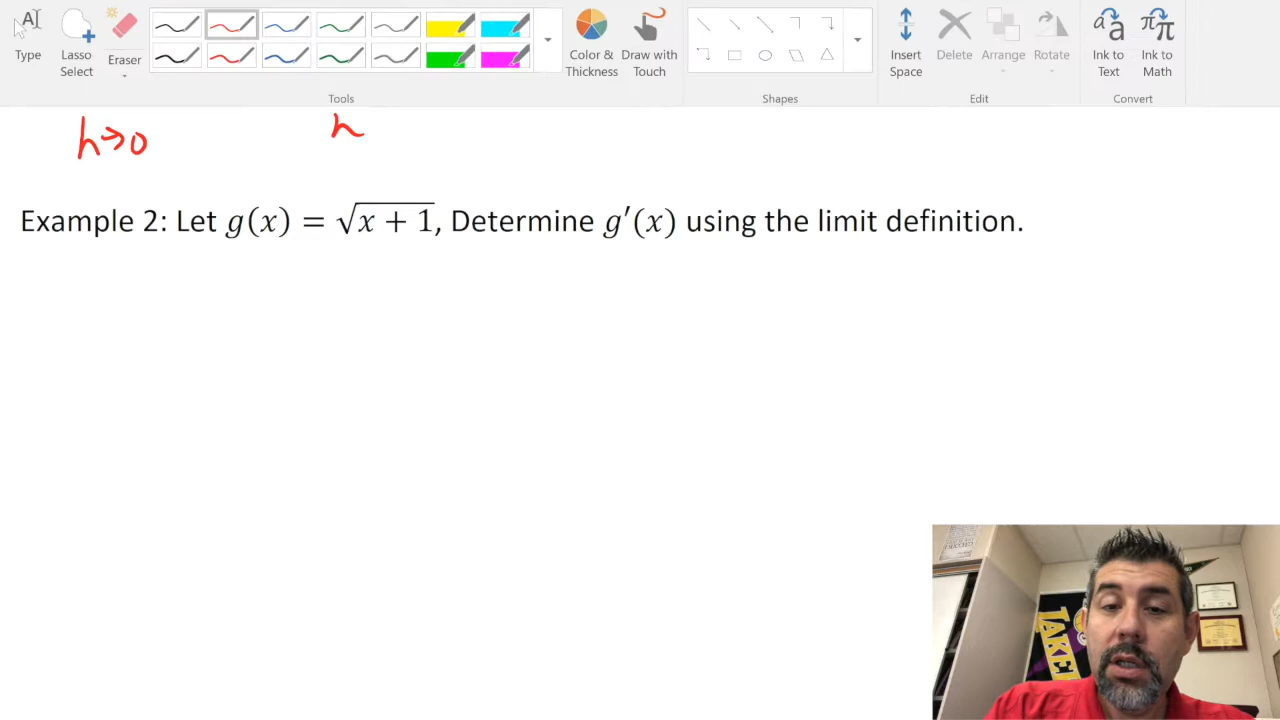 Type
Lasso Select
Eraser
Color & Thickness
Draw with Touch
Insert Space
Delete
Arrange
Rotate
Ink to Text
Ink to Math
Tools
Shapes
Edit
Convert
h→0
h
Example 2: Let g(x) = √(x + 1), Determine g′(x) using the limit definition.
LAKE